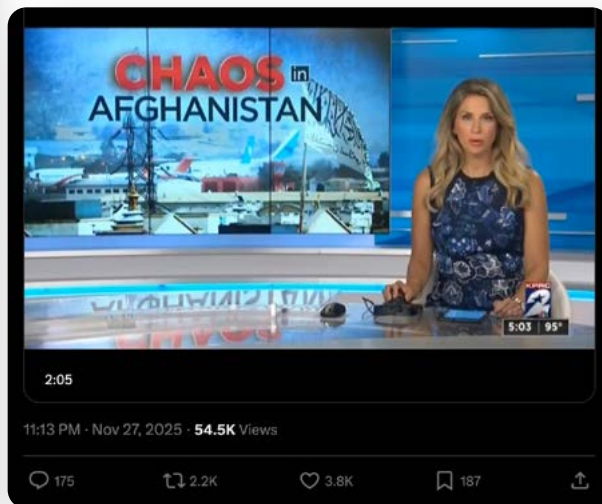 CHAOS in
AFGHANISTAN
KPRC
2
5:03 95°
2:05
11:13 PM · Nov 27, 2025 · 54.5K Views
175 2.2K 3.8K 187